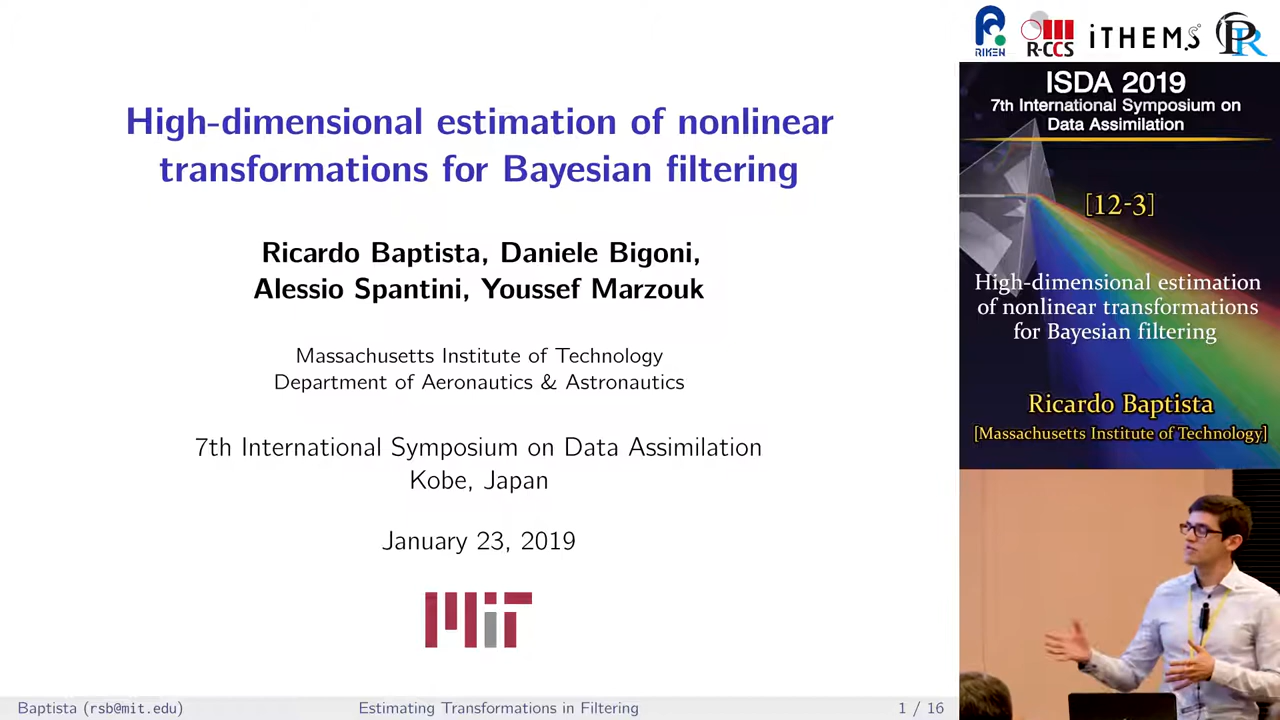 High-dimensional estimation of nonlinear
transformations for Bayesian filtering
Ricardo Baptista, Daniele Bigoni,
Alessio Spantini, Youssef Marzouk
Massachusetts Institute of Technology
Department of Aeronautics & Astronautics
7th International Symposium on Data Assimilation
Kobe, Japan
January 23, 2019
MIT
Baptista (rsb@mit.edu)
Estimating Transformations in Filtering
1 / 16
RIKEN
R-CCS
iTHEMS
PR
ISDA 2019
7th International Symposium on
Data Assimilation
[12-3]
High-dimensional estimation
of nonlinear transformations
for Bayesian filtering
Ricardo Baptista
[Massachusetts Institute of Technology]